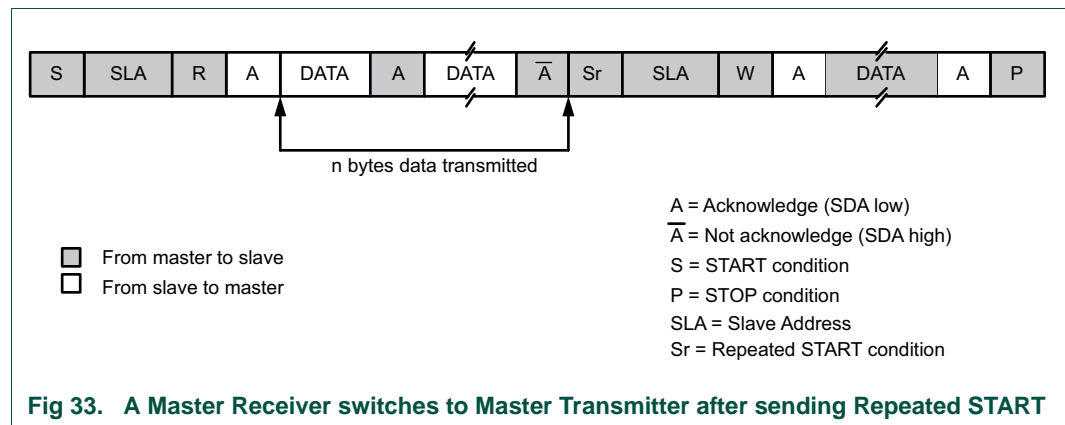 S SLA R A DATA A DATA A̅ Sr SLA W A DATA A P
n bytes data transmitted
A = Acknowledge (SDA low)
A̅ = Not acknowledge (SDA high)
S = START condition
P = STOP condition
SLA = Slave Address
Sr = Repeated START condition
From master to slave
From slave to master
Fig 33. A Master Receiver switches to Master Transmitter after sending Repeated START